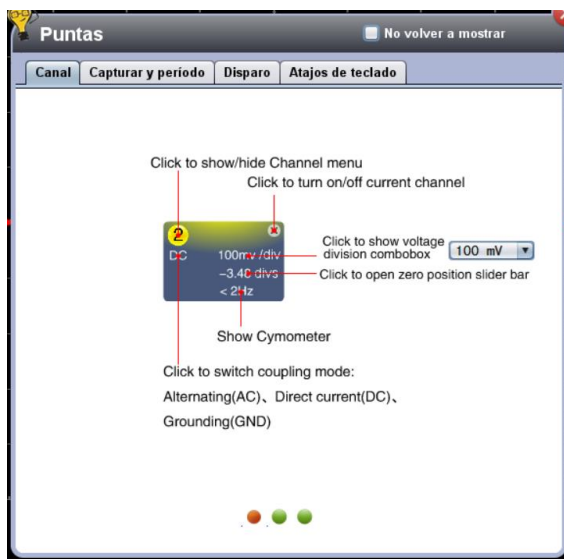 Puntas
No volver a mostrar
Canal Capturar y período Disparo Atajos de teclado
Click to show/hide Channel menu
Click to turn on/off current channel
2
DC 100mv /div
-3.40 divs
< 2Hz
Click to show voltage
division combobox
100 mV
Click to open zero position slider bar
Show Cymometer
Click to switch coupling mode:
Alternating(AC)、Direct current(DC)、
Grounding(GND)